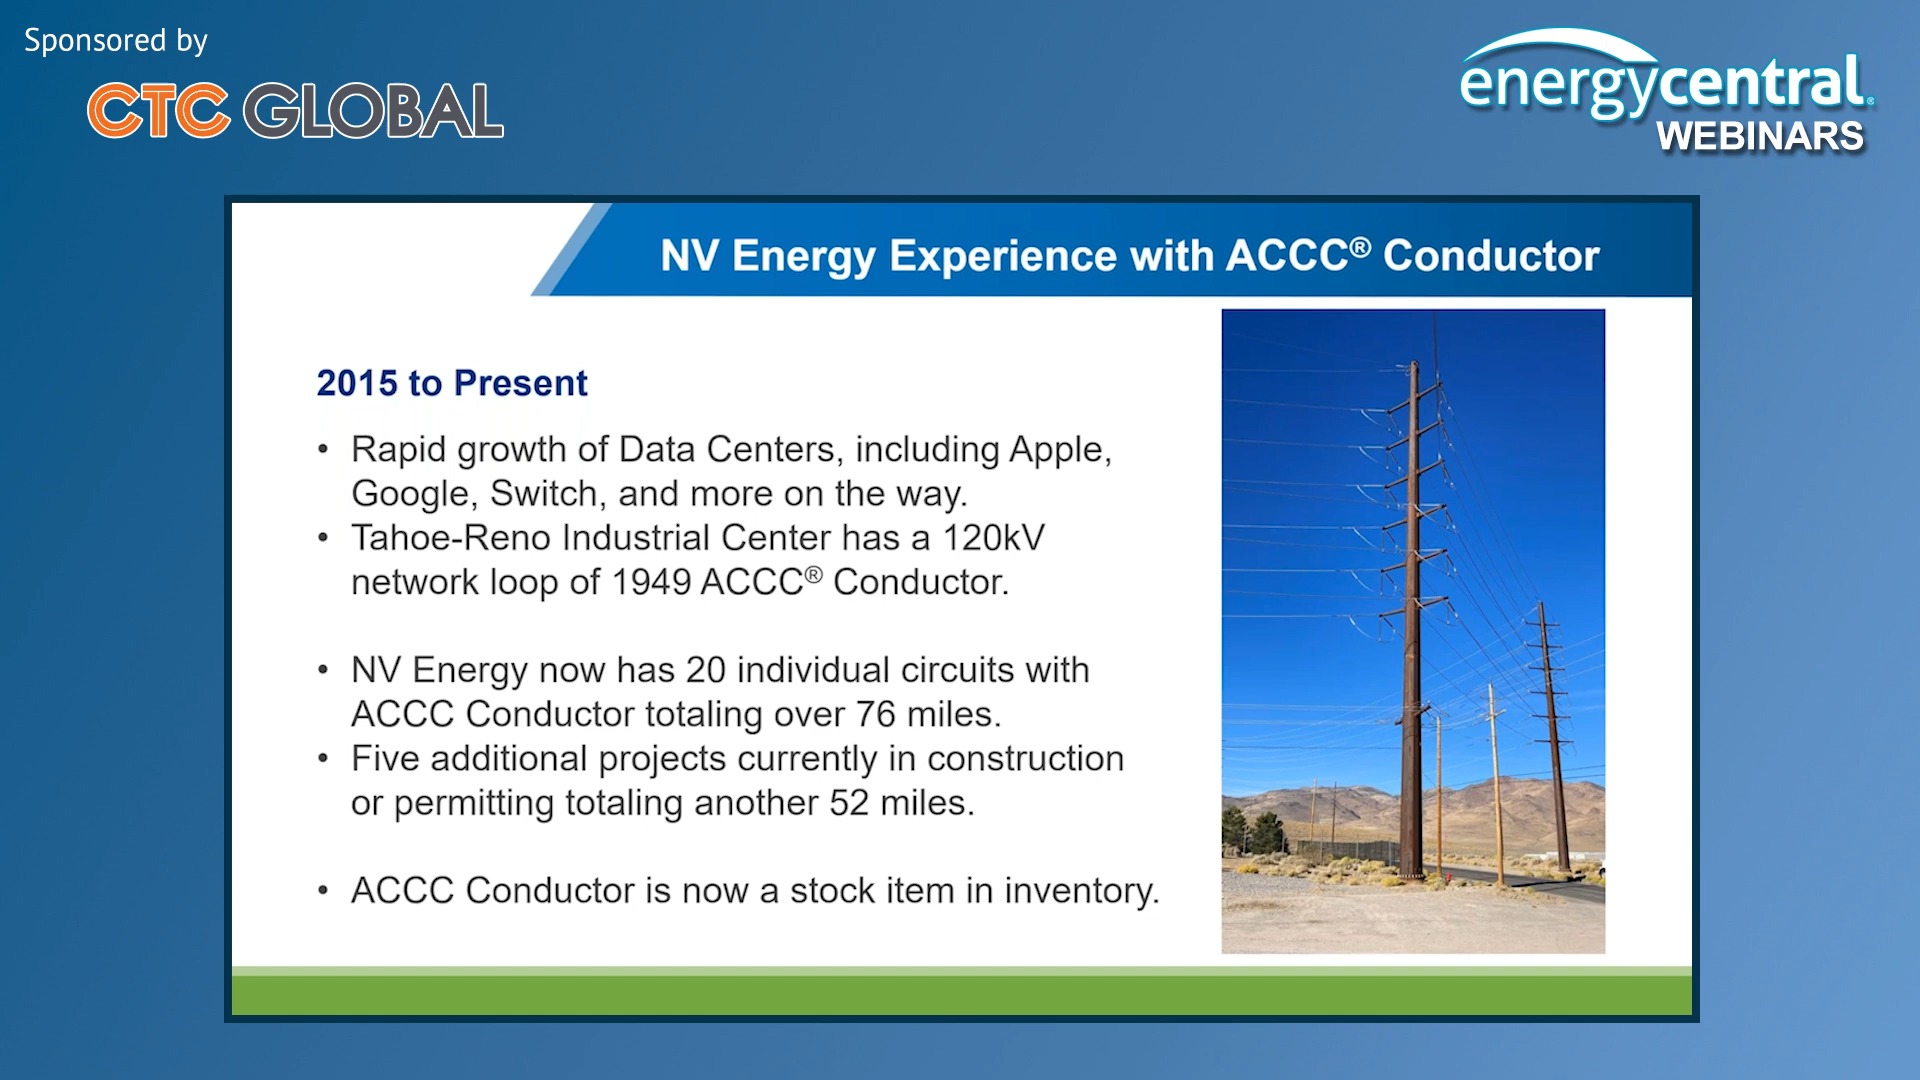 Sponsored by
CTC GLOBAL
energycentral®
WEBINARS
NV Energy Experience with ACCC® Conductor
2015 to Present
• Rapid growth of Data Centers, including Apple,
Google, Switch, and more on the way.
• Tahoe-Reno Industrial Center has a 120kV
network loop of 1949 ACCC® Conductor.
• NV Energy now has 20 individual circuits with
ACCC Conductor totaling over 76 miles.
• Five additional projects currently in construction
or permitting totaling another 52 miles.
• ACCC Conductor is now a stock item in inventory.